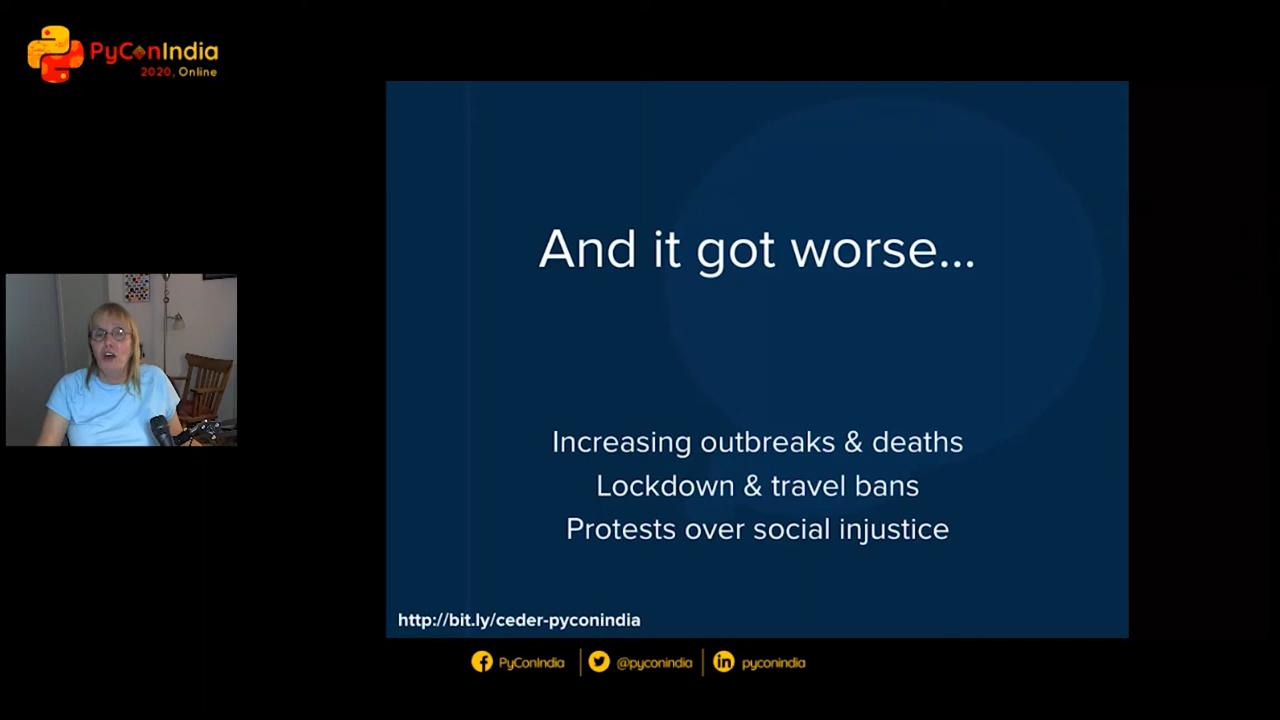 PyConIndia
2020, Online
And it got worse...
Increasing outbreaks & deaths
Lockdown & travel bans
Protests over social injustice
http://bit.ly/ceder-pyconindia
PyConIndia @pyconindia pyconindia